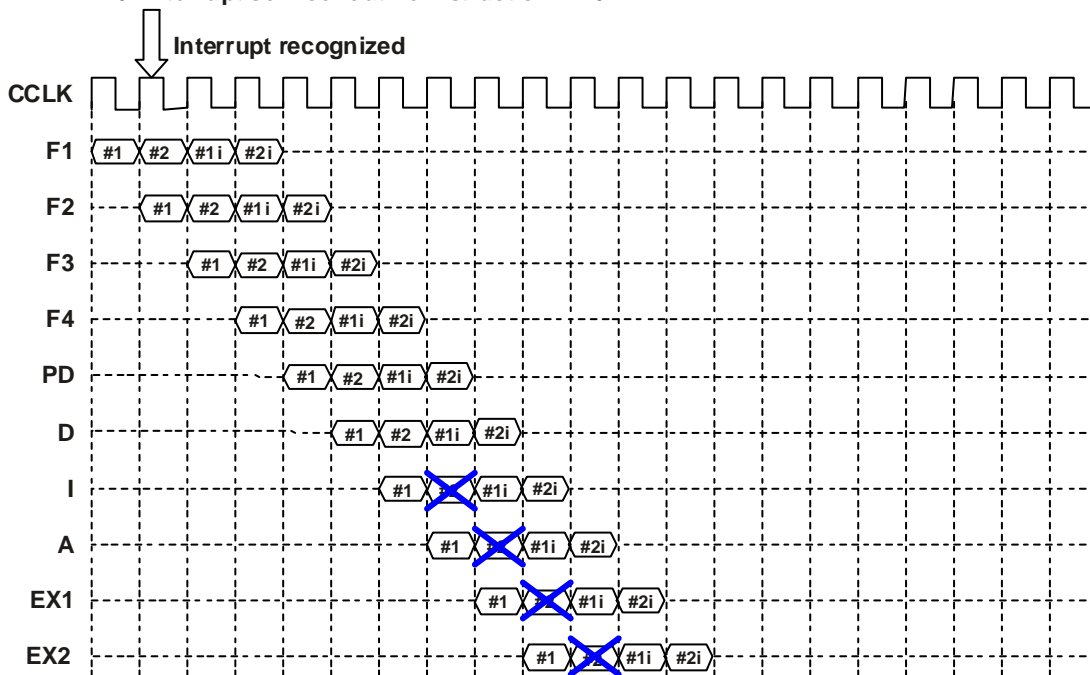 Interrupt recognized
CCLK
F1 #1 #2 #1i #2i
F2 #1 #2 #1i #2i
F3 #1 #2 #1i #2i
F4 #1 #2 #1i #2i
PD #1 #2 #1i #2i
D #1 #2 #1i #2i
I #1 #1i #2i
A #1 #1i #2i
EX1 #1 #1i #2i
EX2 #1 #1i #2i